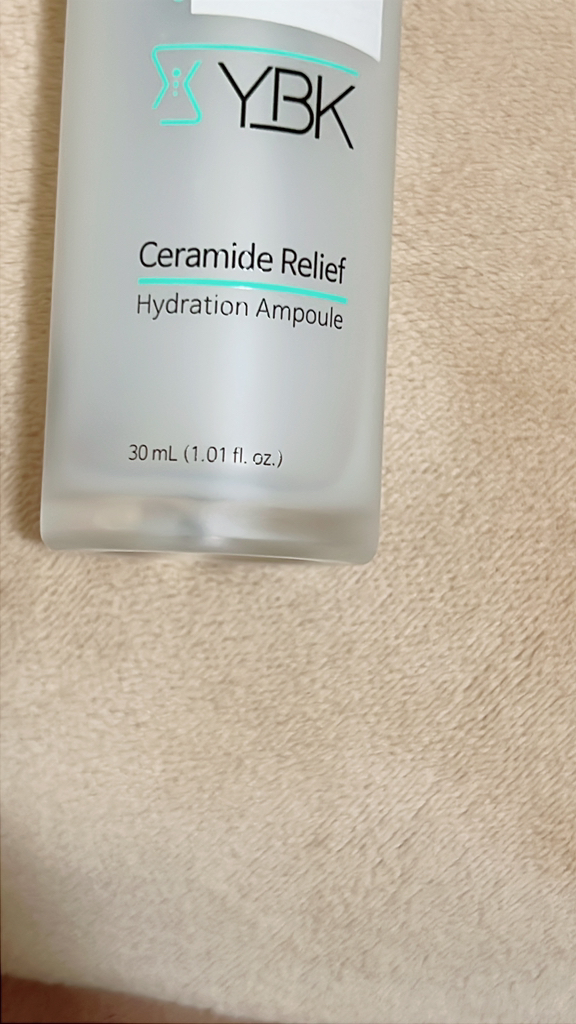 YBK
Ceramide Relief
Hydration Ampoule
30 mL (1.01 fl. oz.)